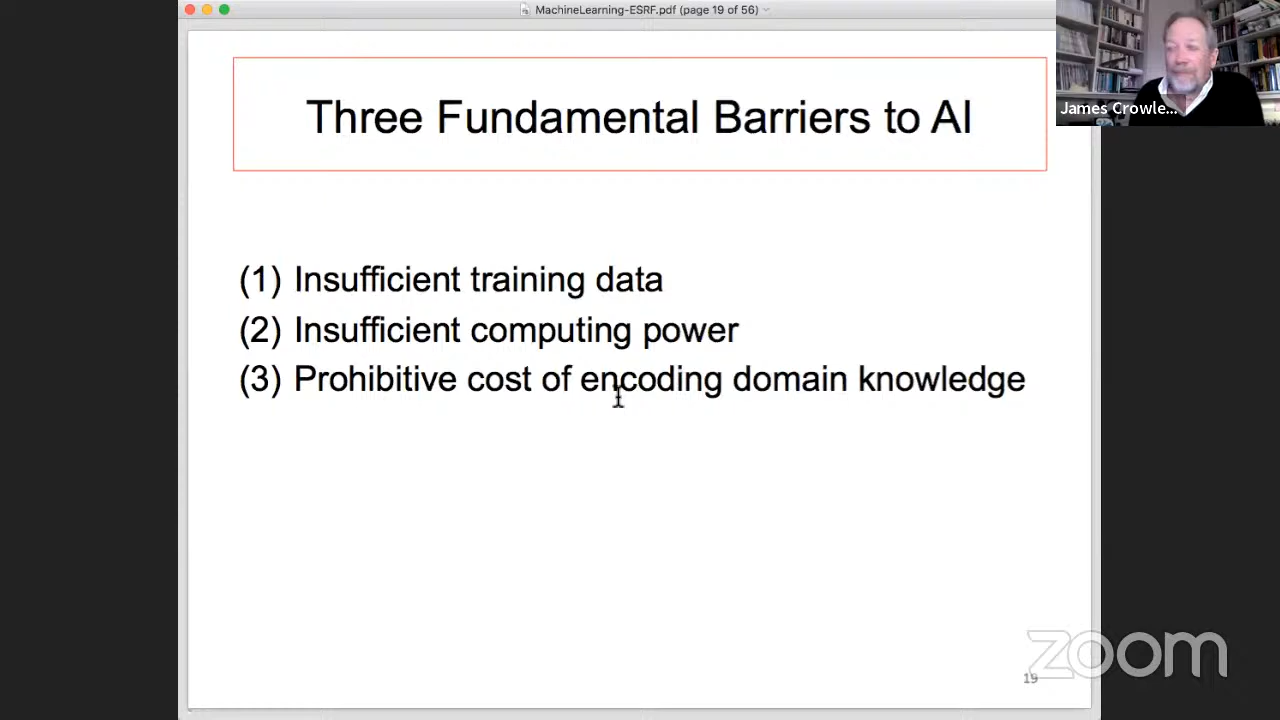 MachineLearning-ESRF.pdf (page 19 of 56)
James Crowle...
Three Fundamental Barriers to AI
(1) Insufficient training data
(2) Insufficient computing power
(3) Prohibitive cost of encoding domain knowledge
zoom
19